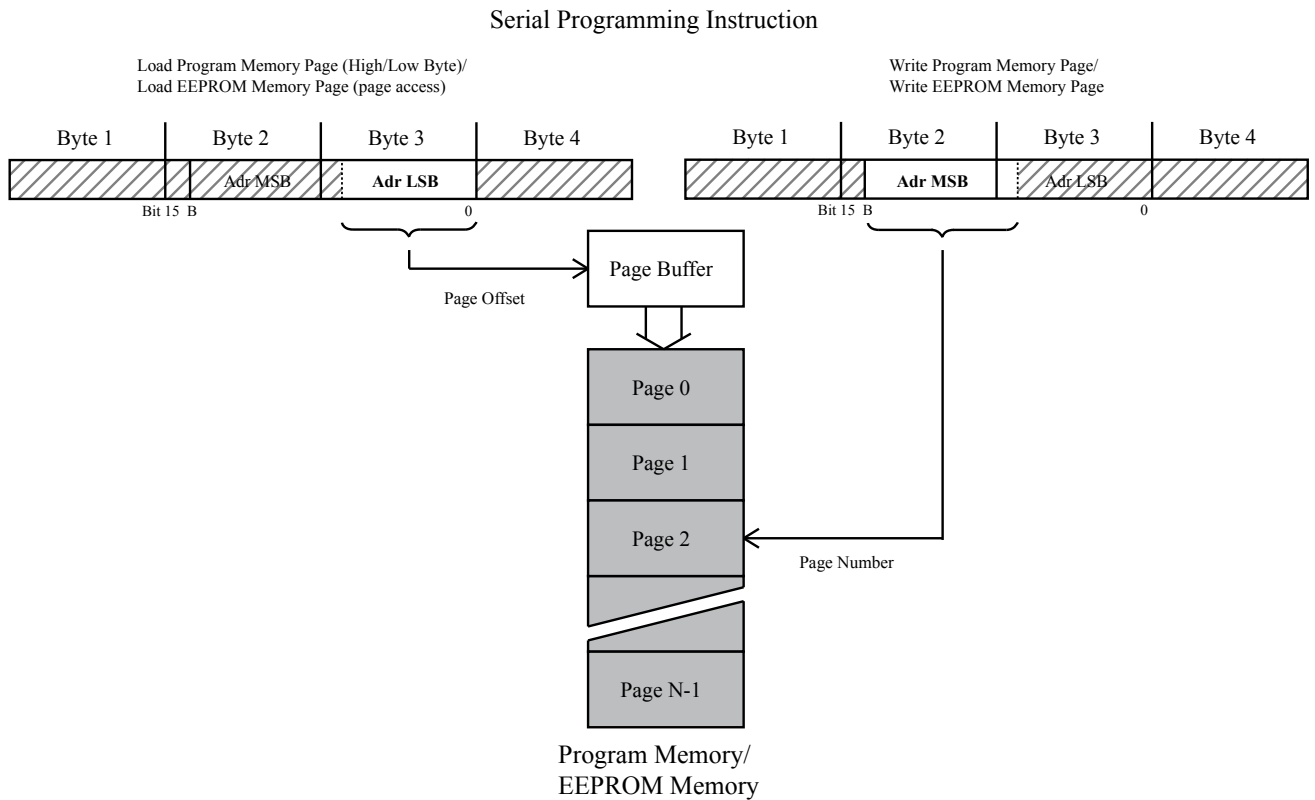 Serial Programming Instruction
Load Program Memory Page (High/Low Byte)/
Load EEPROM Memory Page (page access)
Write Program Memory Page/
Write EEPROM Memory Page
Byte 1 Byte 2 Byte 3 Byte 4
Byte 1 Byte 2 Byte 3 Byte 4
Adr MSB Adr LSB
Adr MSB Adr LSB
Bit 15 B 0
Bit 15 B 0
Page Buffer
Page Offset
Page 0
Page 1
Page 2
Page Number
Page N-1
Program Memory/
EEPROM Memory